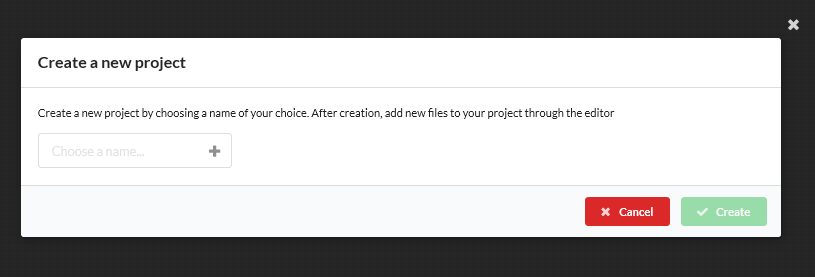 Create a new project
Create a new project by choosing a name of your choice. After creation, add new files to your project through the editor
Choose a name...
Cancel
Create